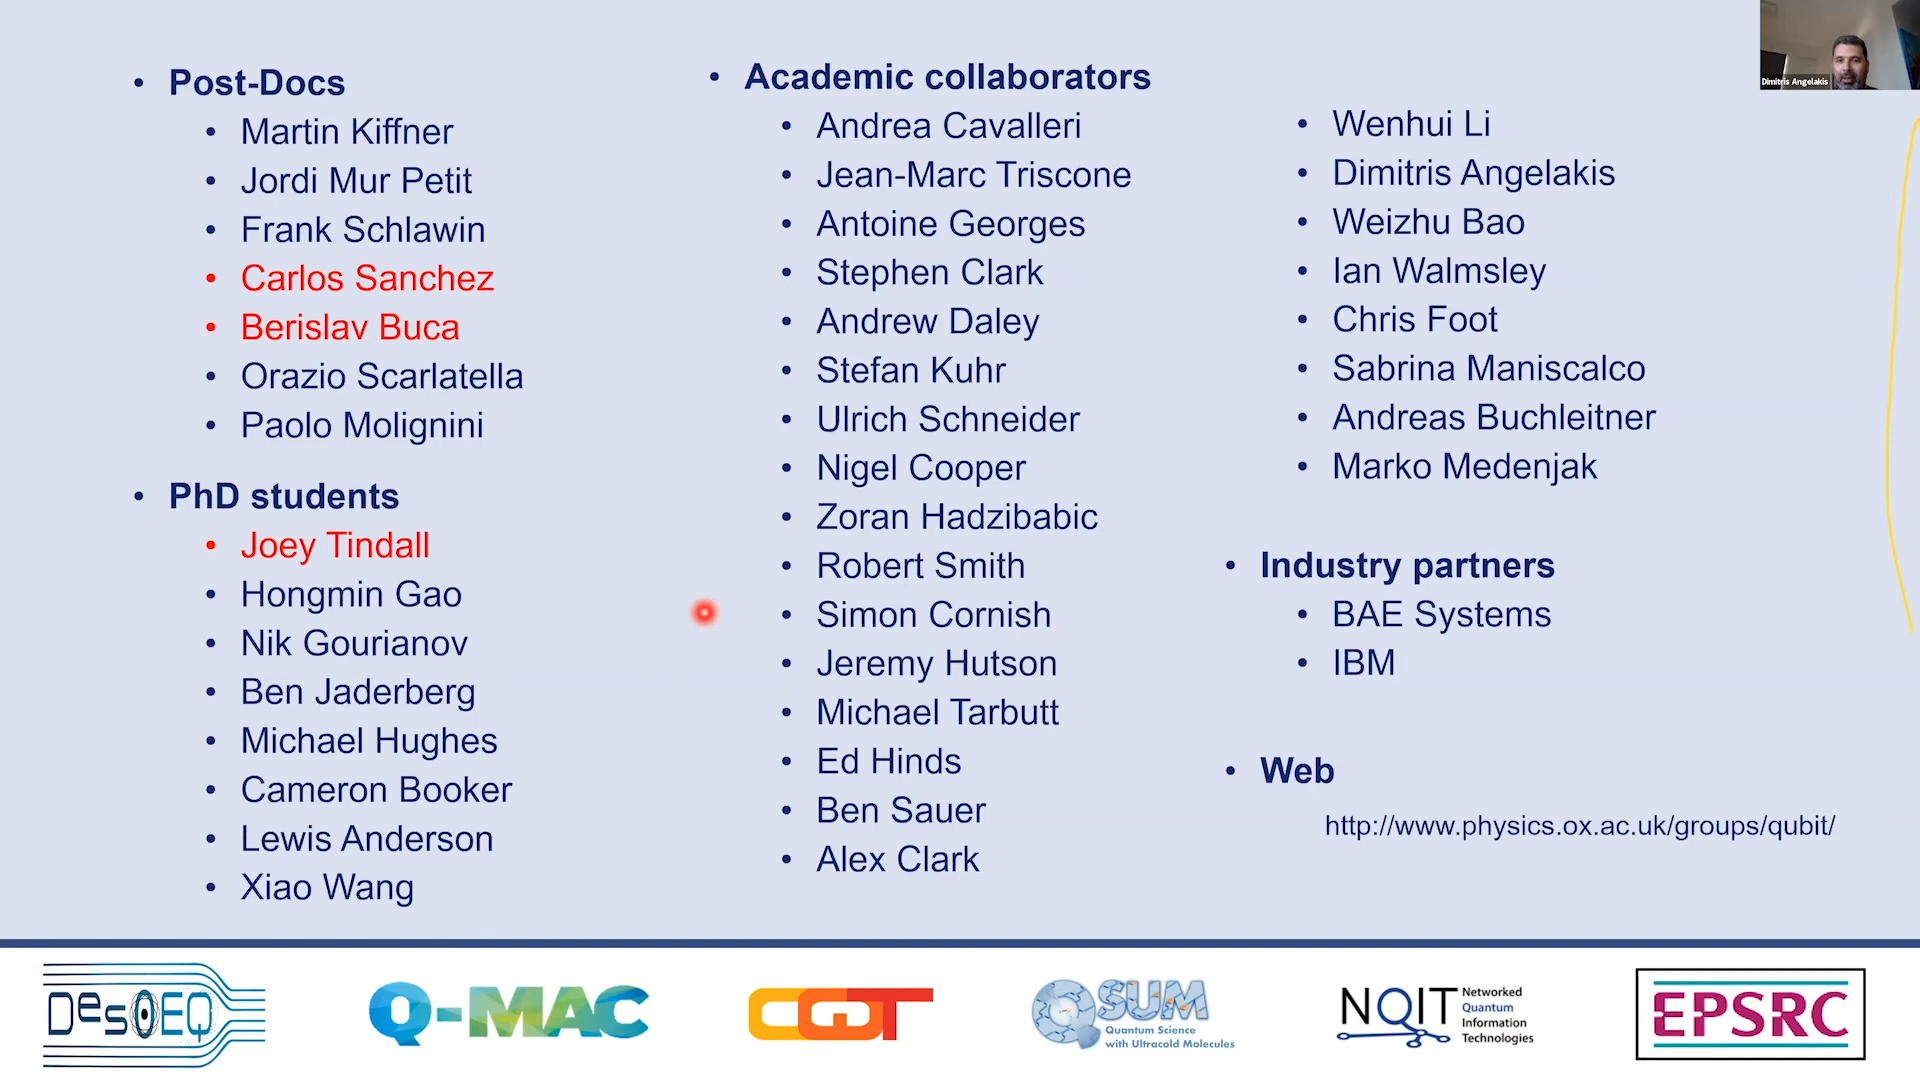 Post-Docs
Martin Kiffner
Jordi Mur Petit
Frank Schlawin
Carlos Sanchez
Berislav Buca
Orazio Scarlatella
Paolo Molignini
PhD students
Joey Tindall
Hongmin Gao
Nik Gourianov
Ben Jaderberg
Michael Hughes
Cameron Booker
Lewis Anderson
Xiao Wang
Academic collaborators
Andrea Cavalleri
Jean-Marc Triscone
Antoine Georges
Stephen Clark
Andrew Daley
Stefan Kuhr
Ulrich Schneider
Nigel Cooper
Zoran Hadzibabic
Robert Smith
Simon Cornish
Jeremy Hutson
Michael Tarbutt
Ed Hinds
Ben Sauer
Alex Clark
Wenhui Li
Dimitris Angelakis
Weizhu Bao
Ian Walmsley
Chris Foot
Sabrina Maniscalco
Andreas Buchleitner
Marko Medenjak
Industry partners
BAE Systems
IBM
Web
http://www.physics.ox.ac.uk/groups/qubit/
Dimitris Angelakis
DesOEQ
Q-MAC
CQT
QSUM
Quantum Science
with Ultracold Molecules
NQIT
Networked
Quantum
Information
Technologies
EPSRC